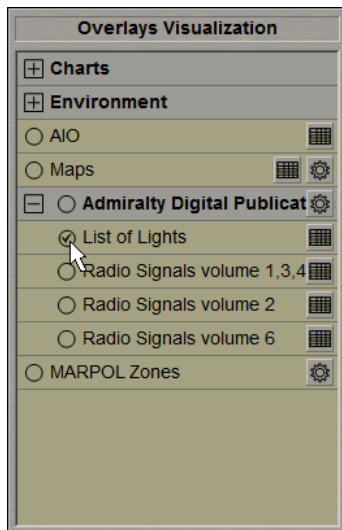 Overlays Visualization
Charts
Environment
AIO
Maps
Admiralty Digital Publicat
List of Lights
Radio Signals volume 1,3,4
Radio Signals volume 2
Radio Signals volume 6
MARPOL Zones